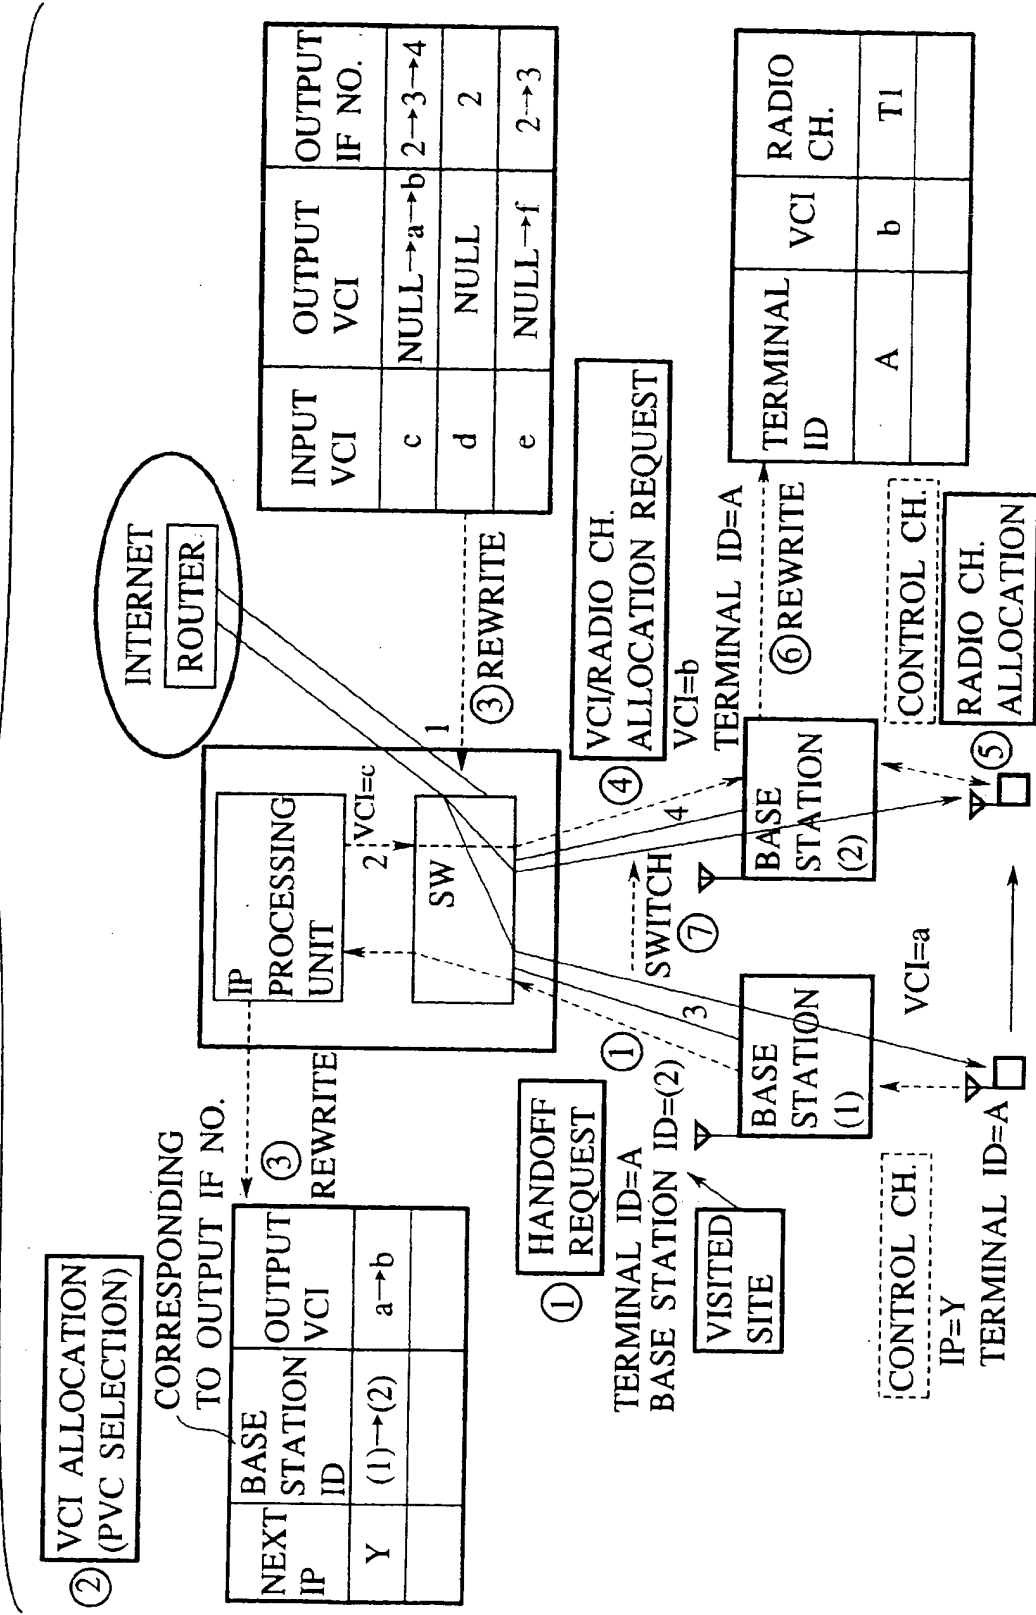 ② VCI ALLOCATION
(PVC SELECTION)
CORRESPONDING
TO OUTPUT IF NO.
NEXT IP | BASE STATION ID | OUTPUT VCI
Y | (1)→(2) | a→b
③
REWRITE
INTERNET
ROUTER
IP
PROCESSING
UNIT
2
VCI=c
SW
1
③ REWRITE
INPUT VCI | OUTPUT VCI | OUTPUT IF NO.
c | NULL→a→b | 2→3→4
d | NULL | 2
e | NULL→f | 2→3
① HANDOFF
REQUEST
①
TERMINAL ID=A
BASE STATION ID=(2)
VISITED
SITE
3
SWITCH
⑦
4
④ VCI/RADIO CH.
ALLOCATION REQUEST
VCI=b
TERMINAL ID=A
⑥ REWRITE
TERMINAL ID | VCI | RADIO CH.
A | b | T1
BASE
STATION
(1)
BASE
STATION
(2)
CONTROL CH.
IP=Y
TERMINAL ID=A
VCI=a
CONTROL CH.
⑤ RADIO CH.
ALLOCATION